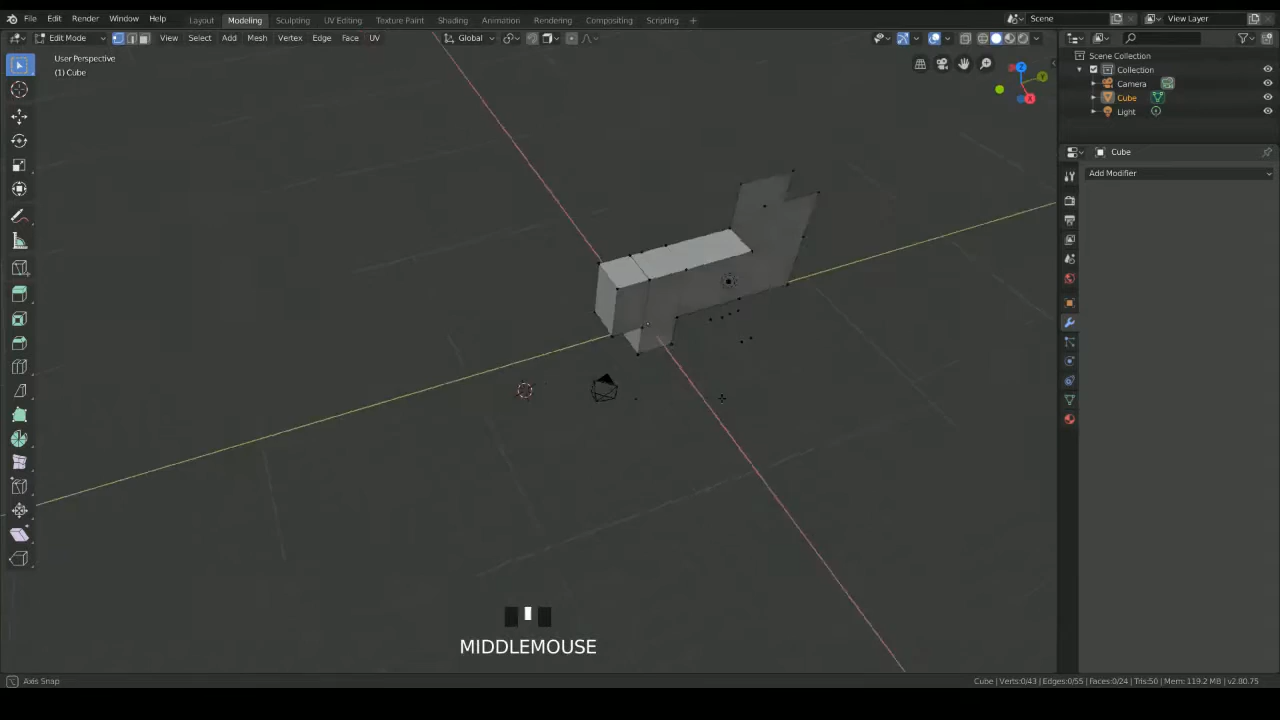 File Edit Render Window Help Layout Modeling Sculpting UV Editing Texture Paint Shading Animation Rendering Compositing Scripting + Scene View Layer
Edit Mode View Select Add Mesh Vertex Edge Face UV Global
User Perspective
(1) Cube
Scene Collection
Collection
Camera
Cube
Light
Cube
Add Modifier
Z
Y
X
MIDDLEMOUSE
Axis Snap
Cube | Verts:0/43 | Edges:0/55 | Faces:0/24 | Tris:50 | Mem: 119.2 MB | v2.80.75